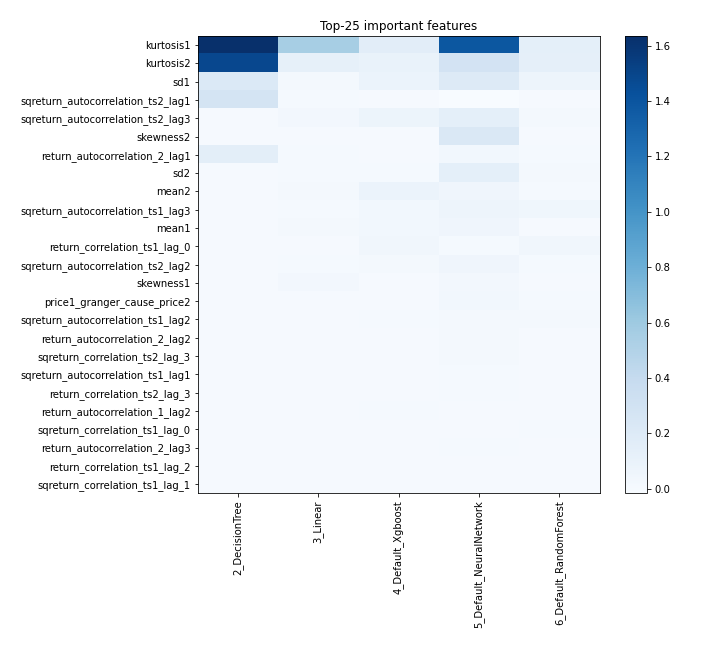 Top-25 important features
kurtosis1
kurtosis2
sd1
sqreturn_autocorrelation_ts2_lag1
sqreturn_autocorrelation_ts2_lag3
skewness2
return_autocorrelation_2_lag1
sd2
mean2
sqreturn_autocorrelation_ts1_lag3
mean1
return_correlation_ts1_lag_0
sqreturn_autocorrelation_ts2_lag2
skewness1
price1_granger_cause_price2
sqreturn_autocorrelation_ts1_lag2
return_autocorrelation_2_lag2
sqreturn_correlation_ts2_lag_3
sqreturn_autocorrelation_ts1_lag1
return_correlation_ts2_lag_3
return_autocorrelation_1_lag2
sqreturn_correlation_ts1_lag_0
return_autocorrelation_2_lag3
return_correlation_ts1_lag_2
sqreturn_correlation_ts1_lag_1
2_DecisionTree
3_Linear
4_Default_Xgboost
5_Default_NeuralNetwork
6_Default_RandomForest
1.6
1.4
1.2
1.0
0.8
0.6
0.4
0.2
0.0